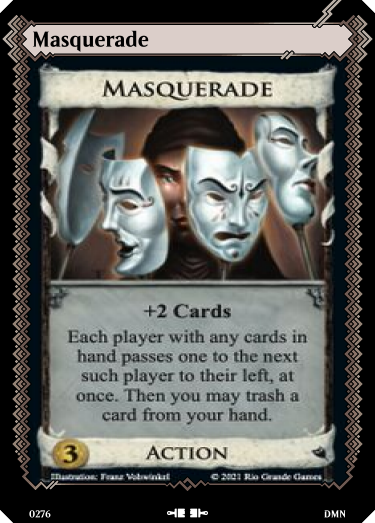 Masquerade
MASQUERADE
+2 Cards
Each player with any cards in
hand passes one to the next
such player to their left, at
once. Then you may trash a
card from your hand.
3
ACTION
Illustration: Franz Vohwinkel
© 2021 Rio Grande Games
0276
DMN